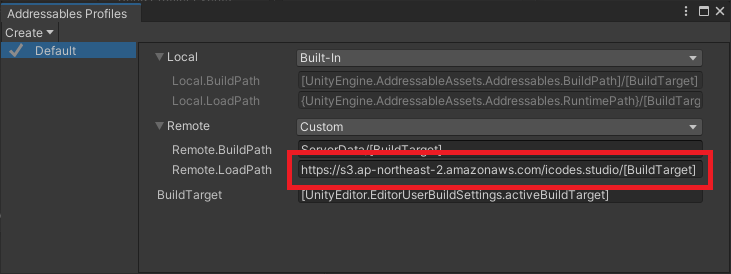 Addressables Profiles
Create
Default
Local Built-In
Local.BuildPath [UnityEngine.AddressableAssets.Addressables.BuildPath]/[BuildTarget]
Local.LoadPath {UnityEngine.AddressableAssets.Addressables.RuntimePath}/[BuildTarg
Remote Custom
Remote.BuildPath ServerData/[BuildTarget]
Remote.LoadPath https://s3.ap-northeast-2.amazonaws.com/icodes.studio/[BuildTarget]
BuildTarget [UnityEditor.EditorUserBuildSettings.activeBuildTarget]